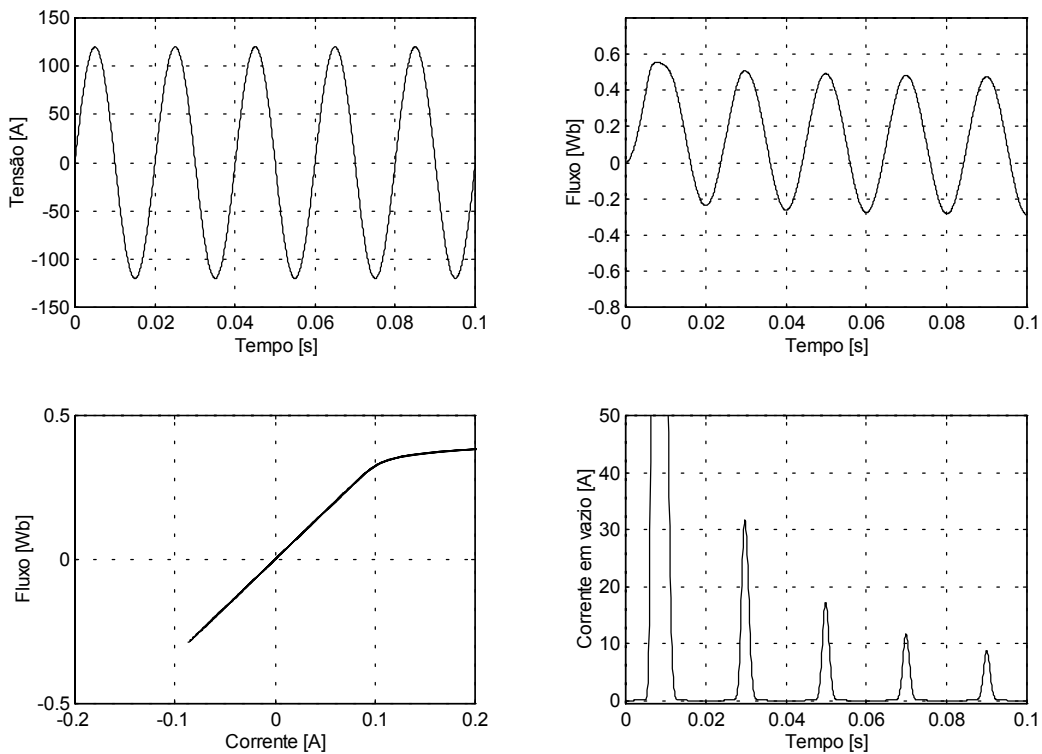 150
100
50
0
-50
-100
-150
Tensão [A]
0 0.02 0.04 0.06 0.08 0.1
Tempo [s]
0.6
0.4
0.2
0
-0.2
-0.4
-0.6
-0.8
Fluxo [Wb]
0 0.02 0.04 0.06 0.08 0.1
Tempo [s]
0.5
0
-0.5
Fluxo [Wb]
-0.2 -0.1 0 0.1 0.2
Corrente [A]
50
40
30
20
10
0
Corrente em vazio [A]
0 0.02 0.04 0.06 0.08 0.1
Tempo [s]